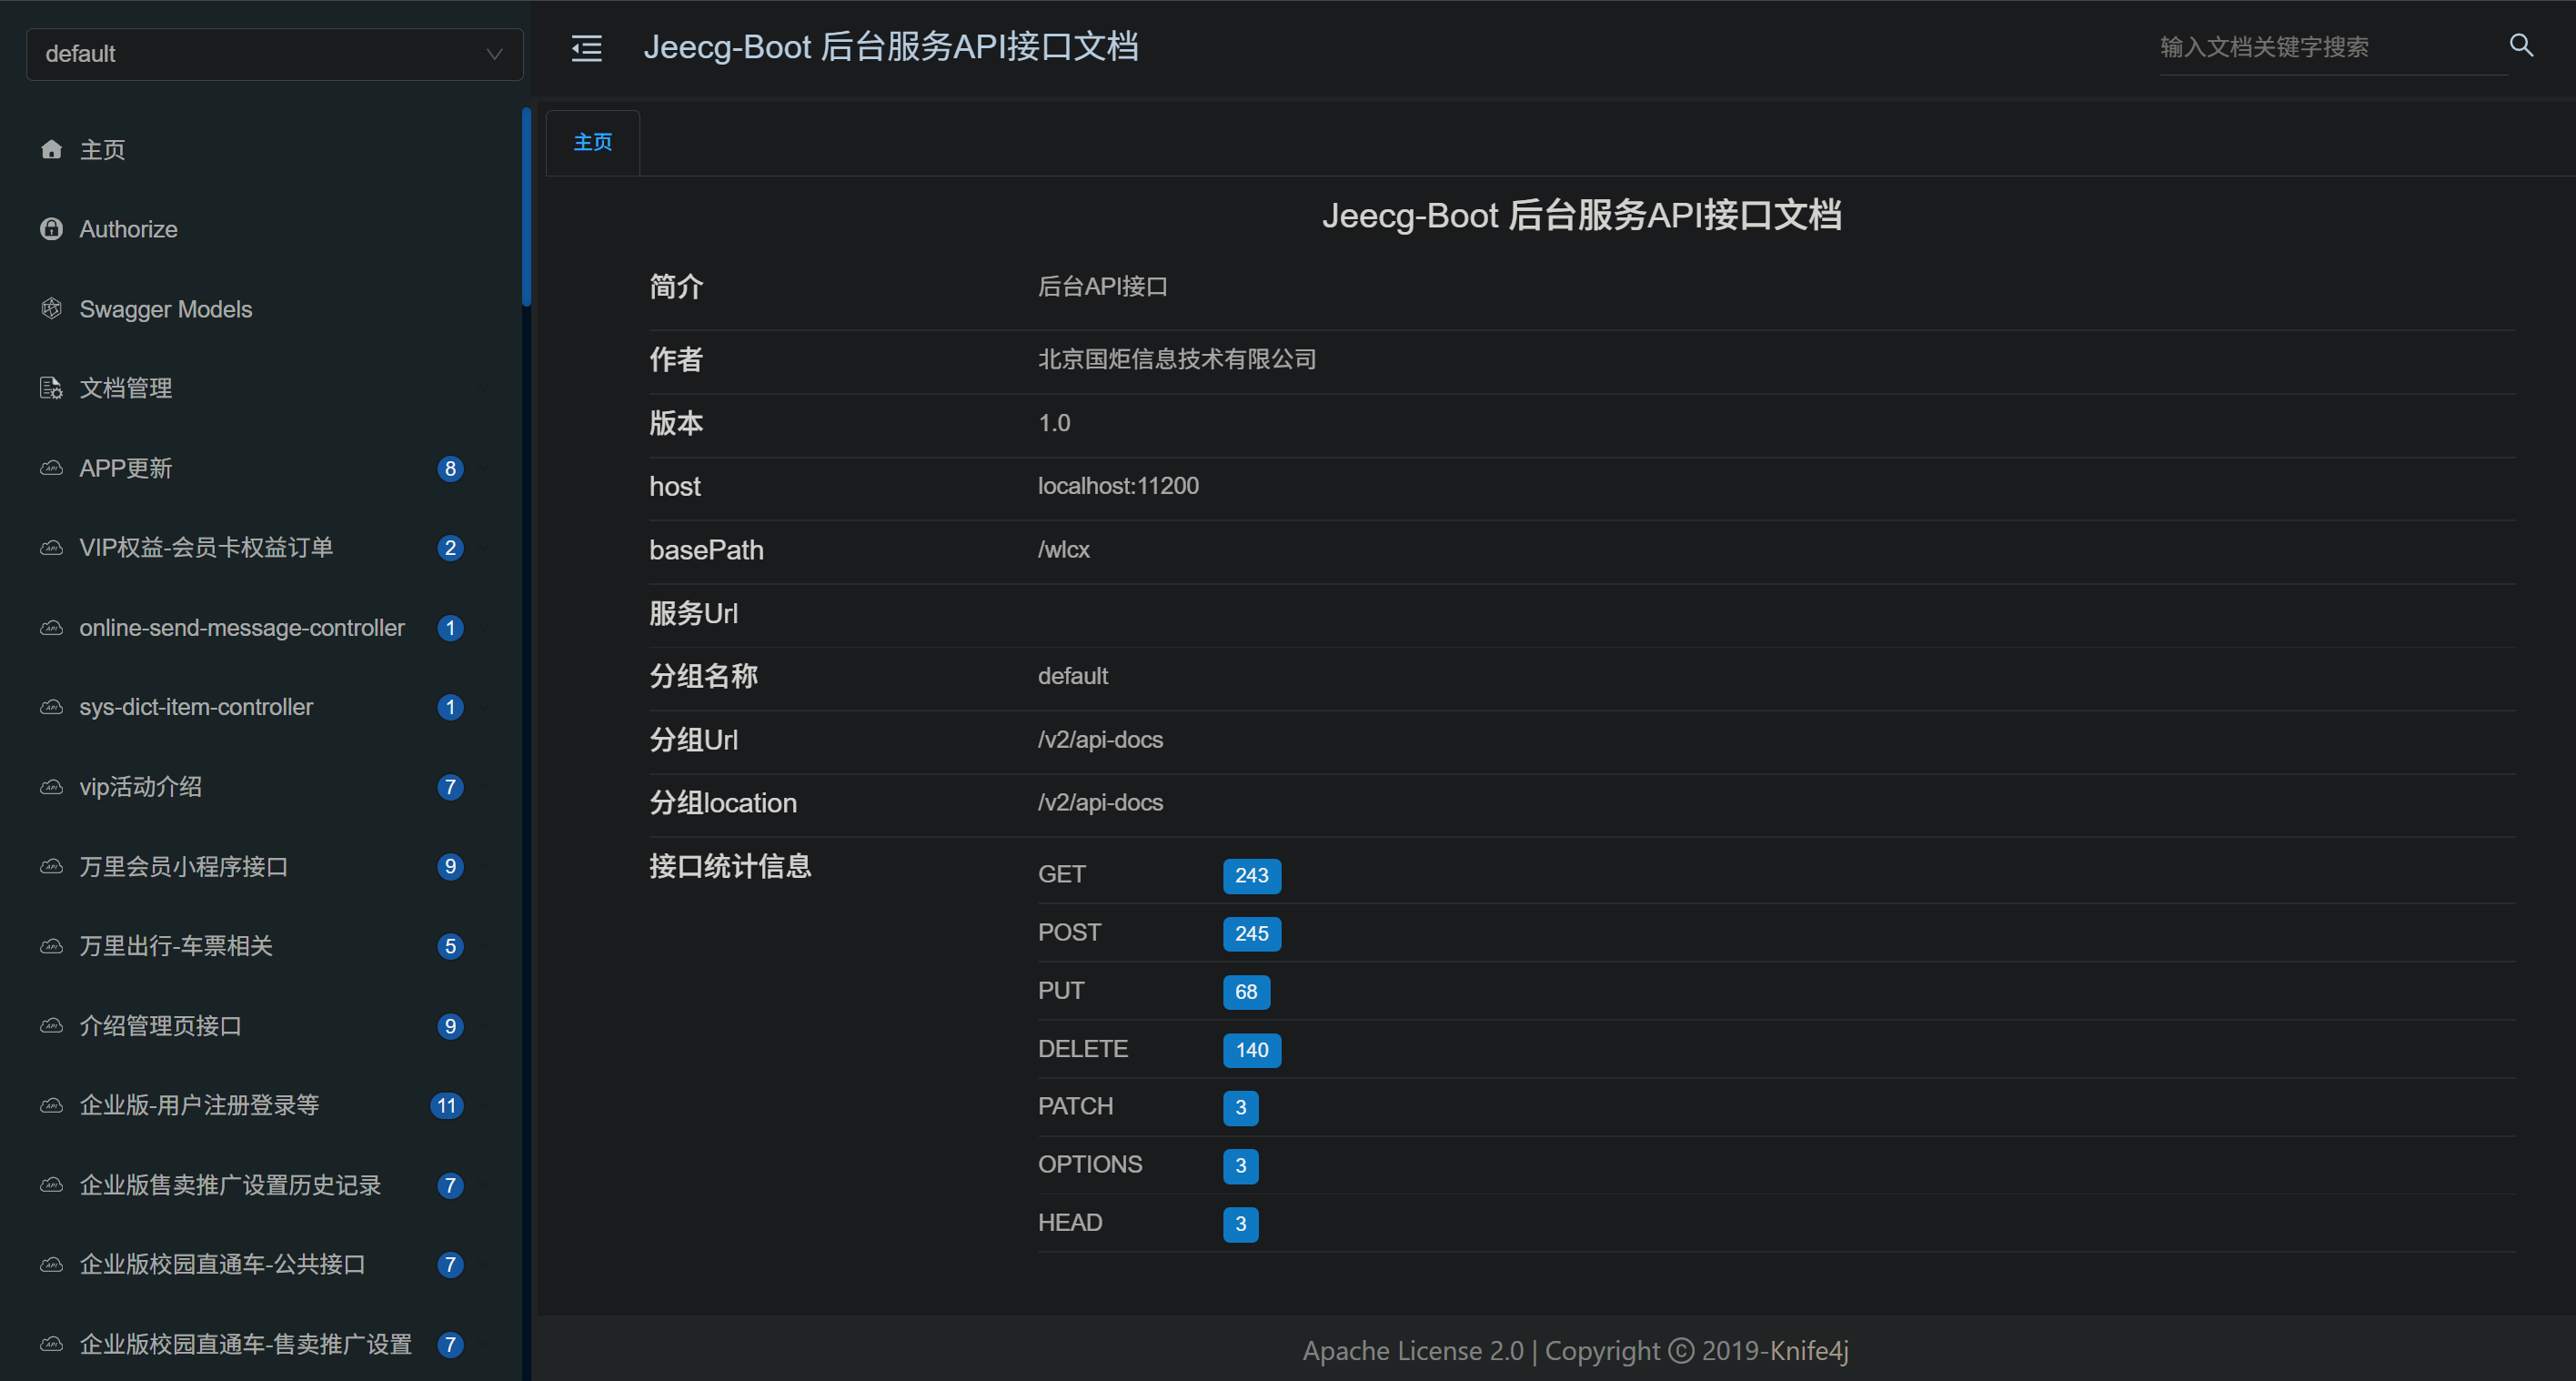 default
Jeecg-Boot 后台服务API接口文档
输入文档关键字搜索
主页
Authorize
Swagger Models
文档管理
APP更新 8
VIP权益-会员卡权益订单 2
online-send-message-controller 1
sys-dict-item-controller 1
vip活动介绍 7
万里会员小程序接口 9
万里出行-车票相关 5
介绍管理页接口 9
企业版-用户注册登录等 11
企业版售卖推广设置历史记录 7
企业版校园直通车-公共接口 7
企业版校园直通车-售卖推广设置 7
主页
Jeecg-Boot 后台服务API接口文档
简介 后台API接口
作者 北京国炬信息技术有限公司
版本 1.0
host localhost:11200
basePath /wlcx
服务Url
分组名称 default
分组Url /v2/api-docs
分组location /v2/api-docs
接口统计信息
GET 243
POST 245
PUT 68
DELETE 140
PATCH 3
OPTIONS 3
HEAD 3
Apache License 2.0 | Copyright © 2019-Knife4j